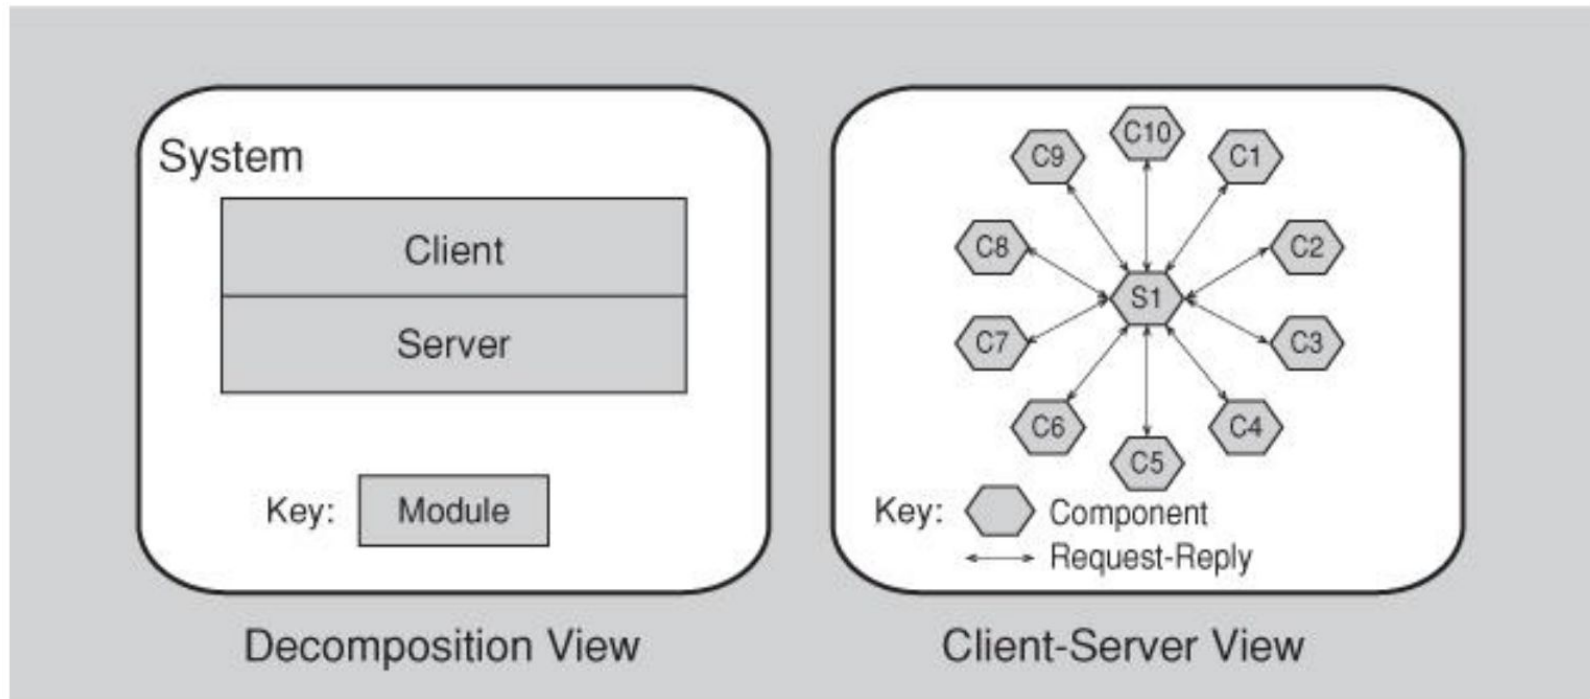 System
Client
Server
Key: Module
Decomposition View
C10
C9
C1
C8
C2
S1
C7
C3
C6
C4
C5
Key: Component
Request-Reply
Client-Server View